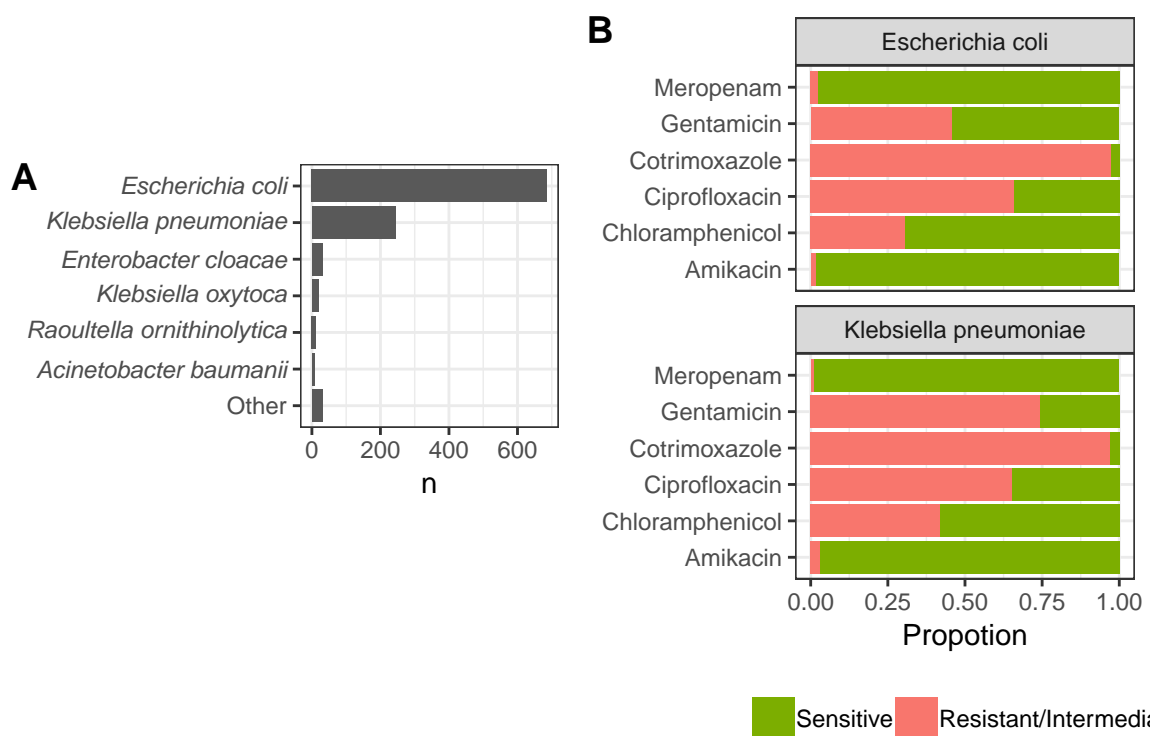 A
Escherichia coli
Klebsiella pneumoniae
Enterobacter cloacae
Klebsiella oxytoca
Raoultella ornithinolytica
Acinetobacter baumanii
Other
0 200 400 600
n
B
Escherichia coli
Meropenam
Gentamicin
Cotrimoxazole
Ciprofloxacin
Chloramphenicol
Amikacin
Klebsiella pneumoniae
Meropenam
Gentamicin
Cotrimoxazole
Ciprofloxacin
Chloramphenicol
Amikacin
0.00 0.25 0.50 0.75 1.00
Propotion
Sensitive Resistant/Intermedia